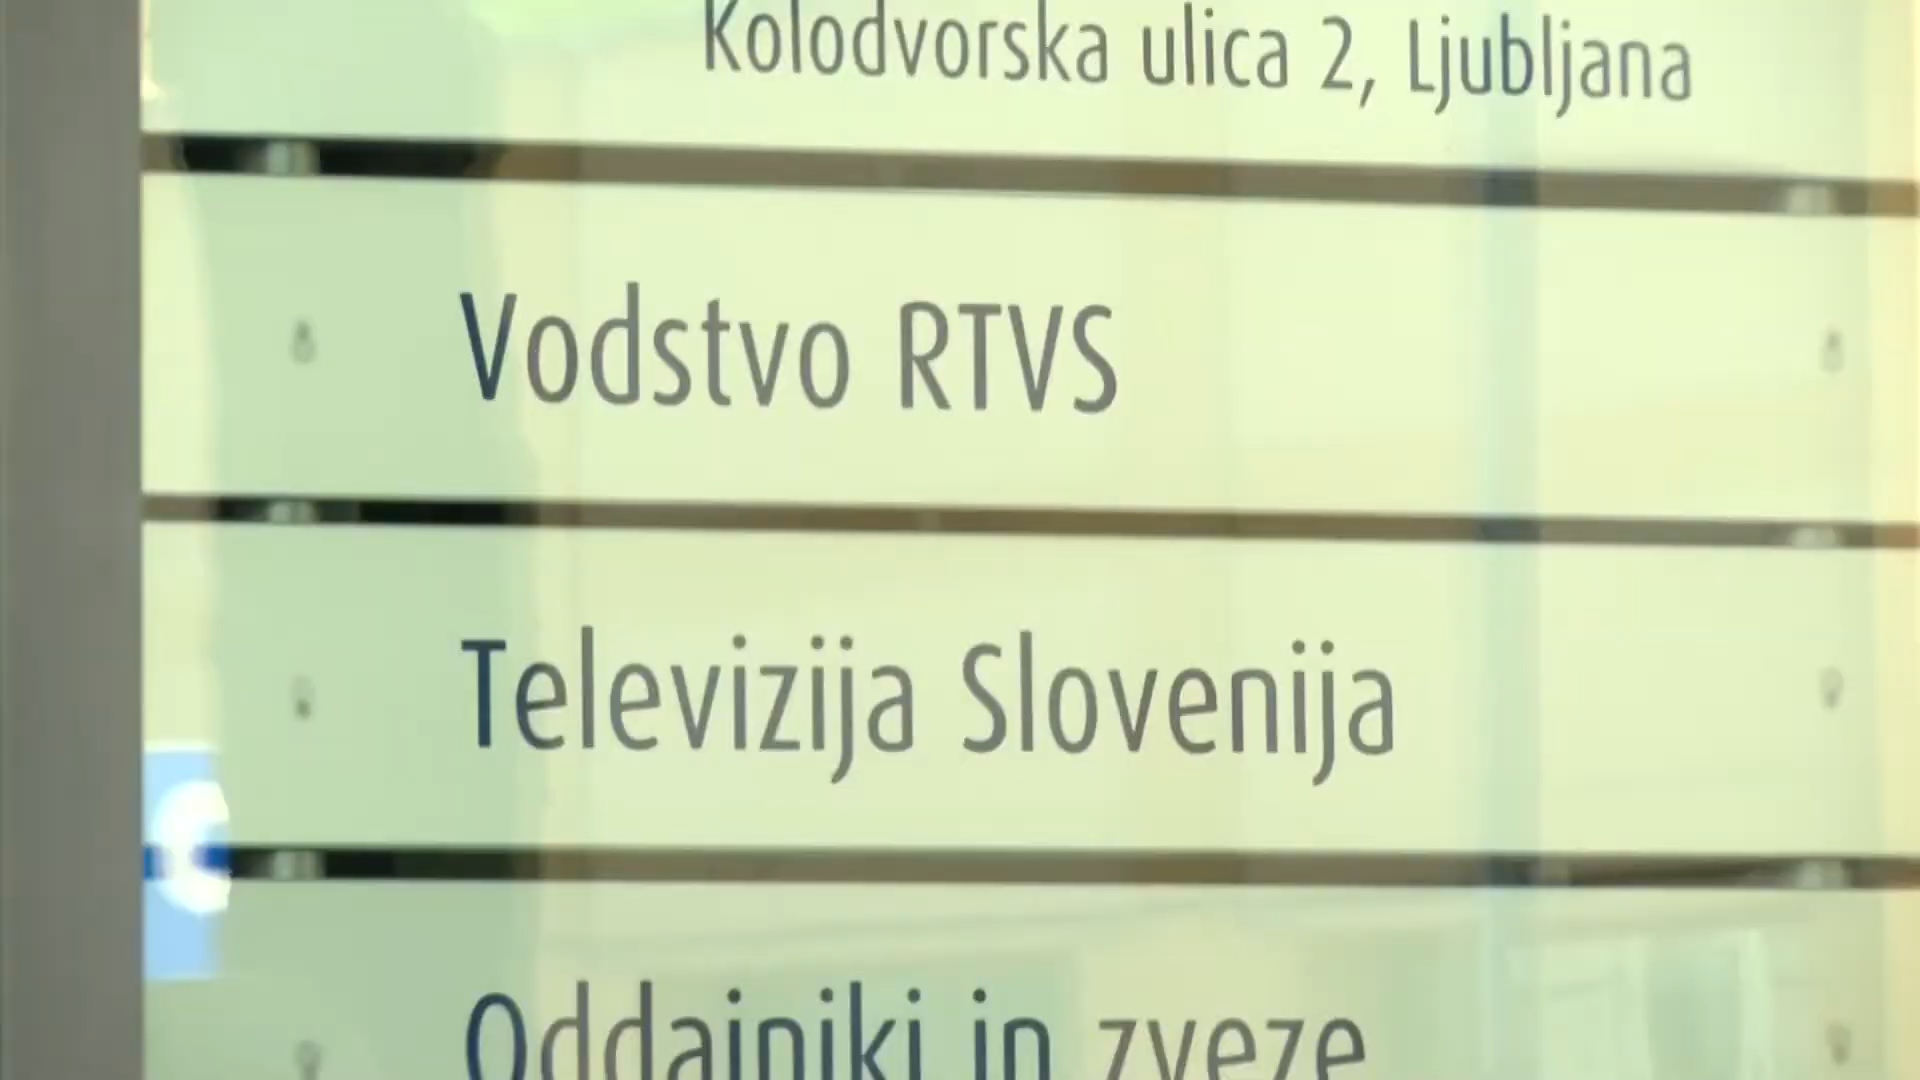 Kolodvorska ulica 2, Ljubljana
Vodstvo RTVS
Televizija Slovenija
Oddajniki in zveze